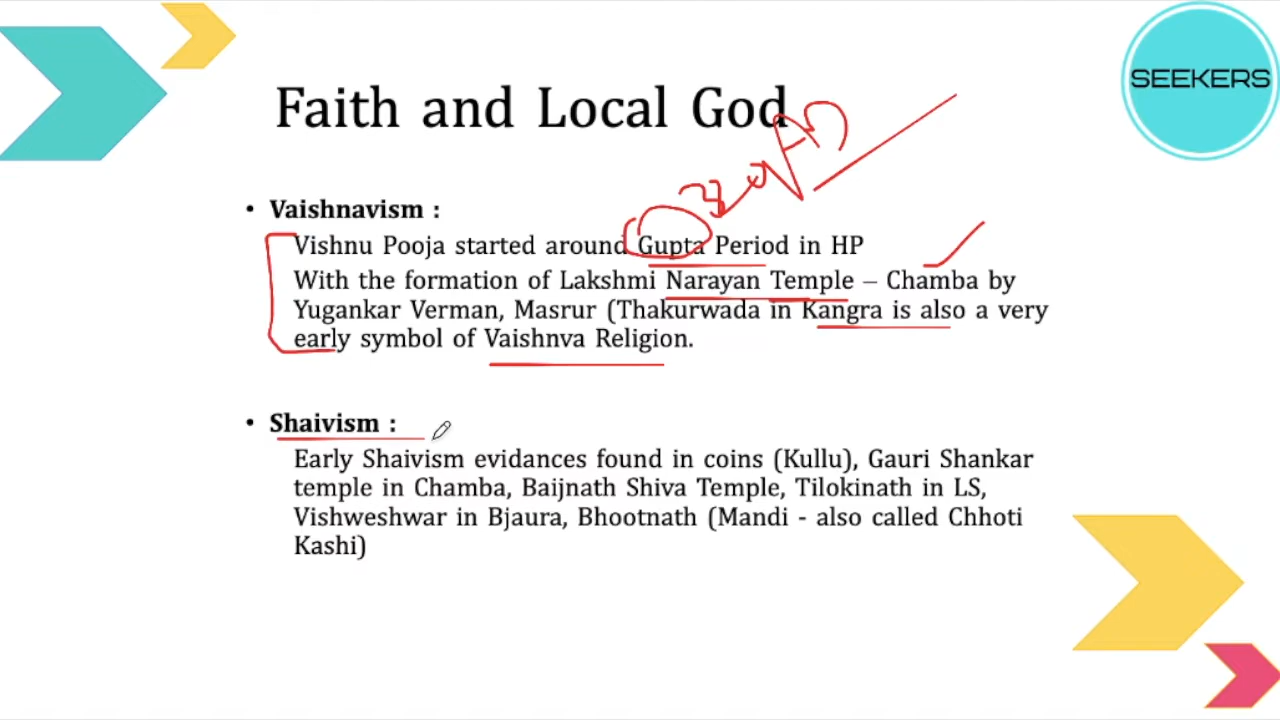 SEEKERS
Faith and Local God
• Vaishnavism :
Vishnu Pooja started around Gupta Period in HP
With the formation of Lakshmi Narayan Temple – Chamba by
Yugankar Verman, Masrur (Thakurwada in Kangra is also a very
early symbol of Vaishnva Religion.
• Shaivism :
Early Shaivism evidances found in coins (Kullu), Gauri Shankar
temple in Chamba, Baijnath Shiva Temple, Tilokinath in LS,
Vishweshwar in Bjaura, Bhootnath (Mandi - also called Chhoti
Kashi)